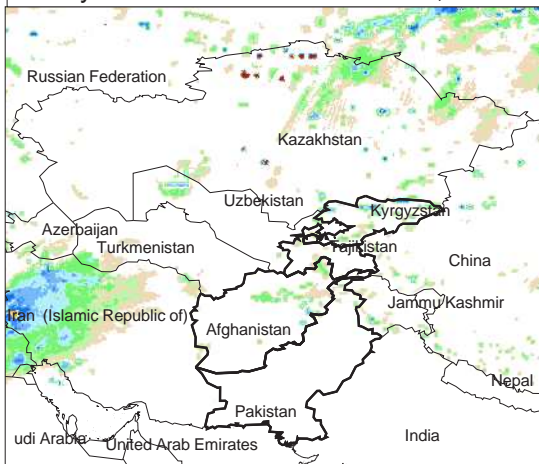 Russian Federation
Kazakhstan
Uzbekistan
Kyrgyzstan
Azerbaijan
Turkmenistan
Tajikistan
China
Jammu/Kashmir
Iran (Islamic Republic of)
Afghanistan
Nepal
Pakistan
udi Arabia
United Arab Emirates
India